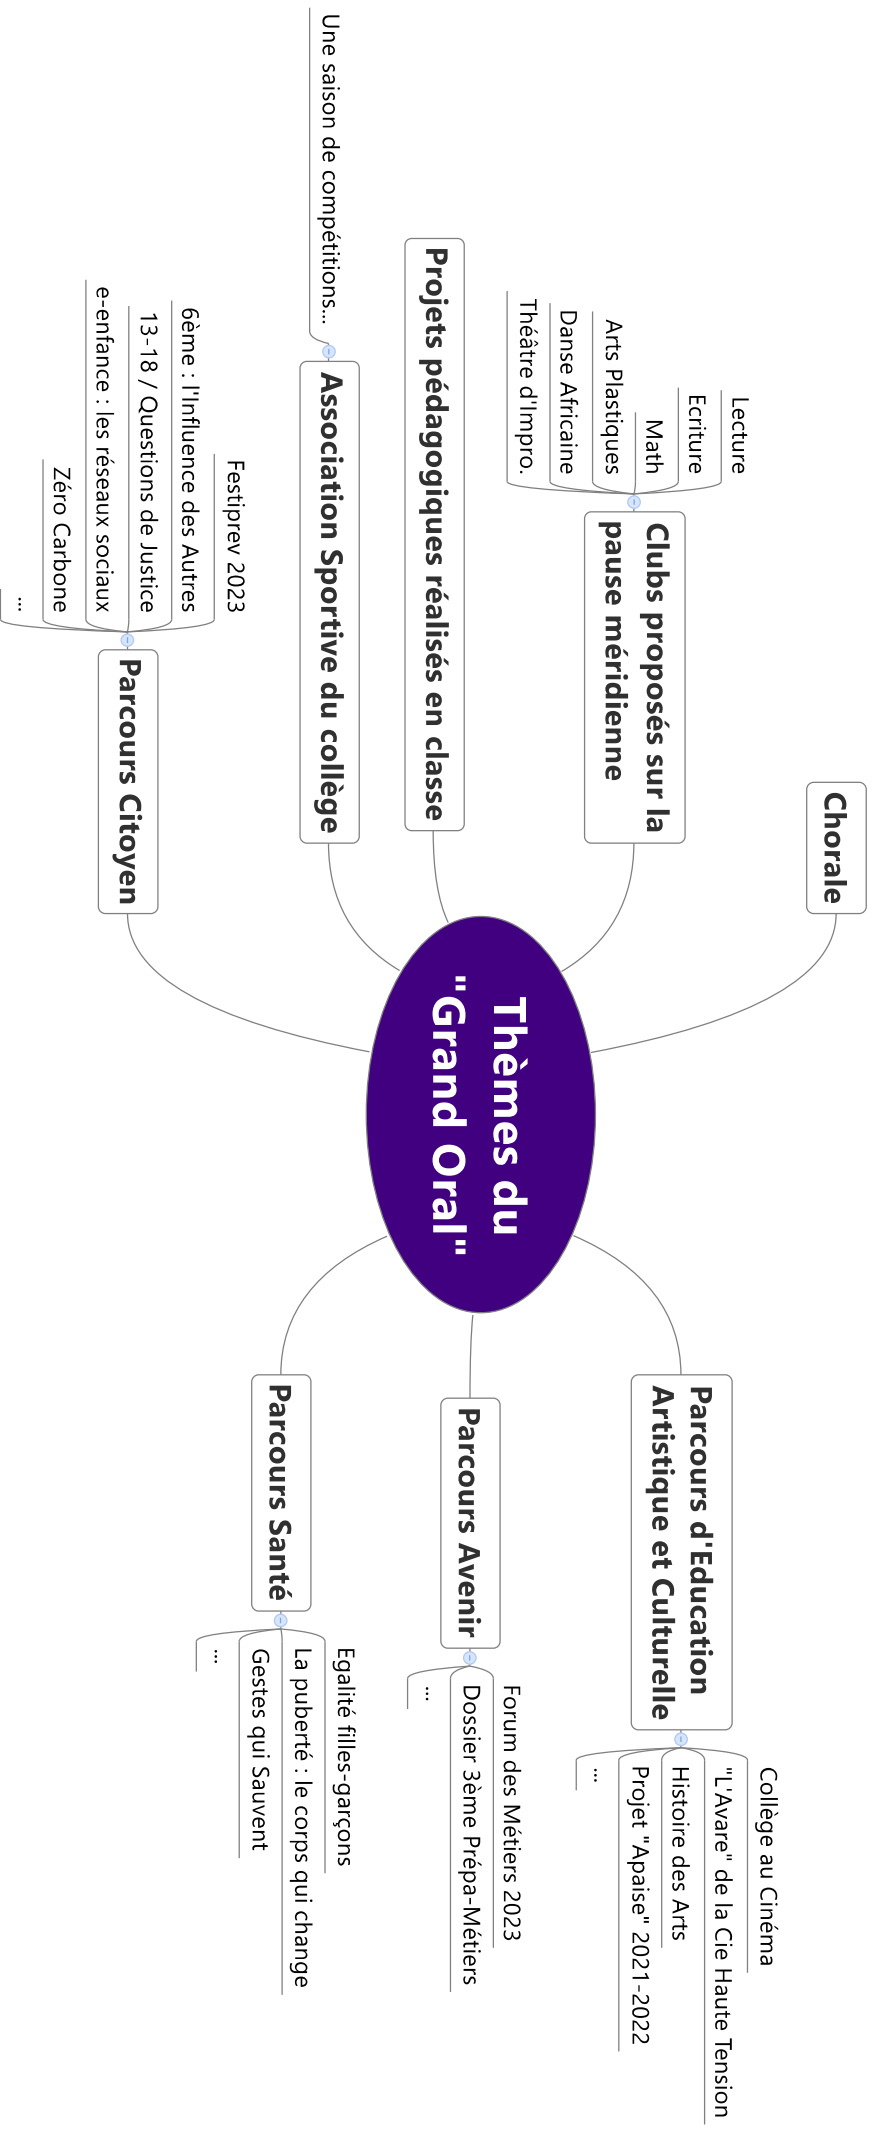 Thèmes du
"Grand Oral"
Parcours d'Education
Artistique et Culturelle
Collège au Cinéma
"L'Avare" de la Cie Haute Tension
Histoire des Arts
Projet "Apaise" 2021-2022
...
Parcours Avenir
Forum des Métiers 2023
Dossier 3ème Prépa-Métiers
...
Parcours Santé
Egalité filles-garçons
La puberté : le corps qui change
Gestes qui Sauvent
...
Chorale
Clubs proposés sur la
pause méridienne
Lecture
Ecriture
Math
Arts Plastiques
Danse Africaine
Théâtre d'Impro.
Projets pédagogiques réalisés en classe
Association Sportive du collège
Une saison de compétitions...
Parcours Citoyen
Festiprev 2023
6ème : l'Influence des Autres
13-18 / Questions de Justice
e-enfance : les réseaux sociaux
Zéro Carbone
...